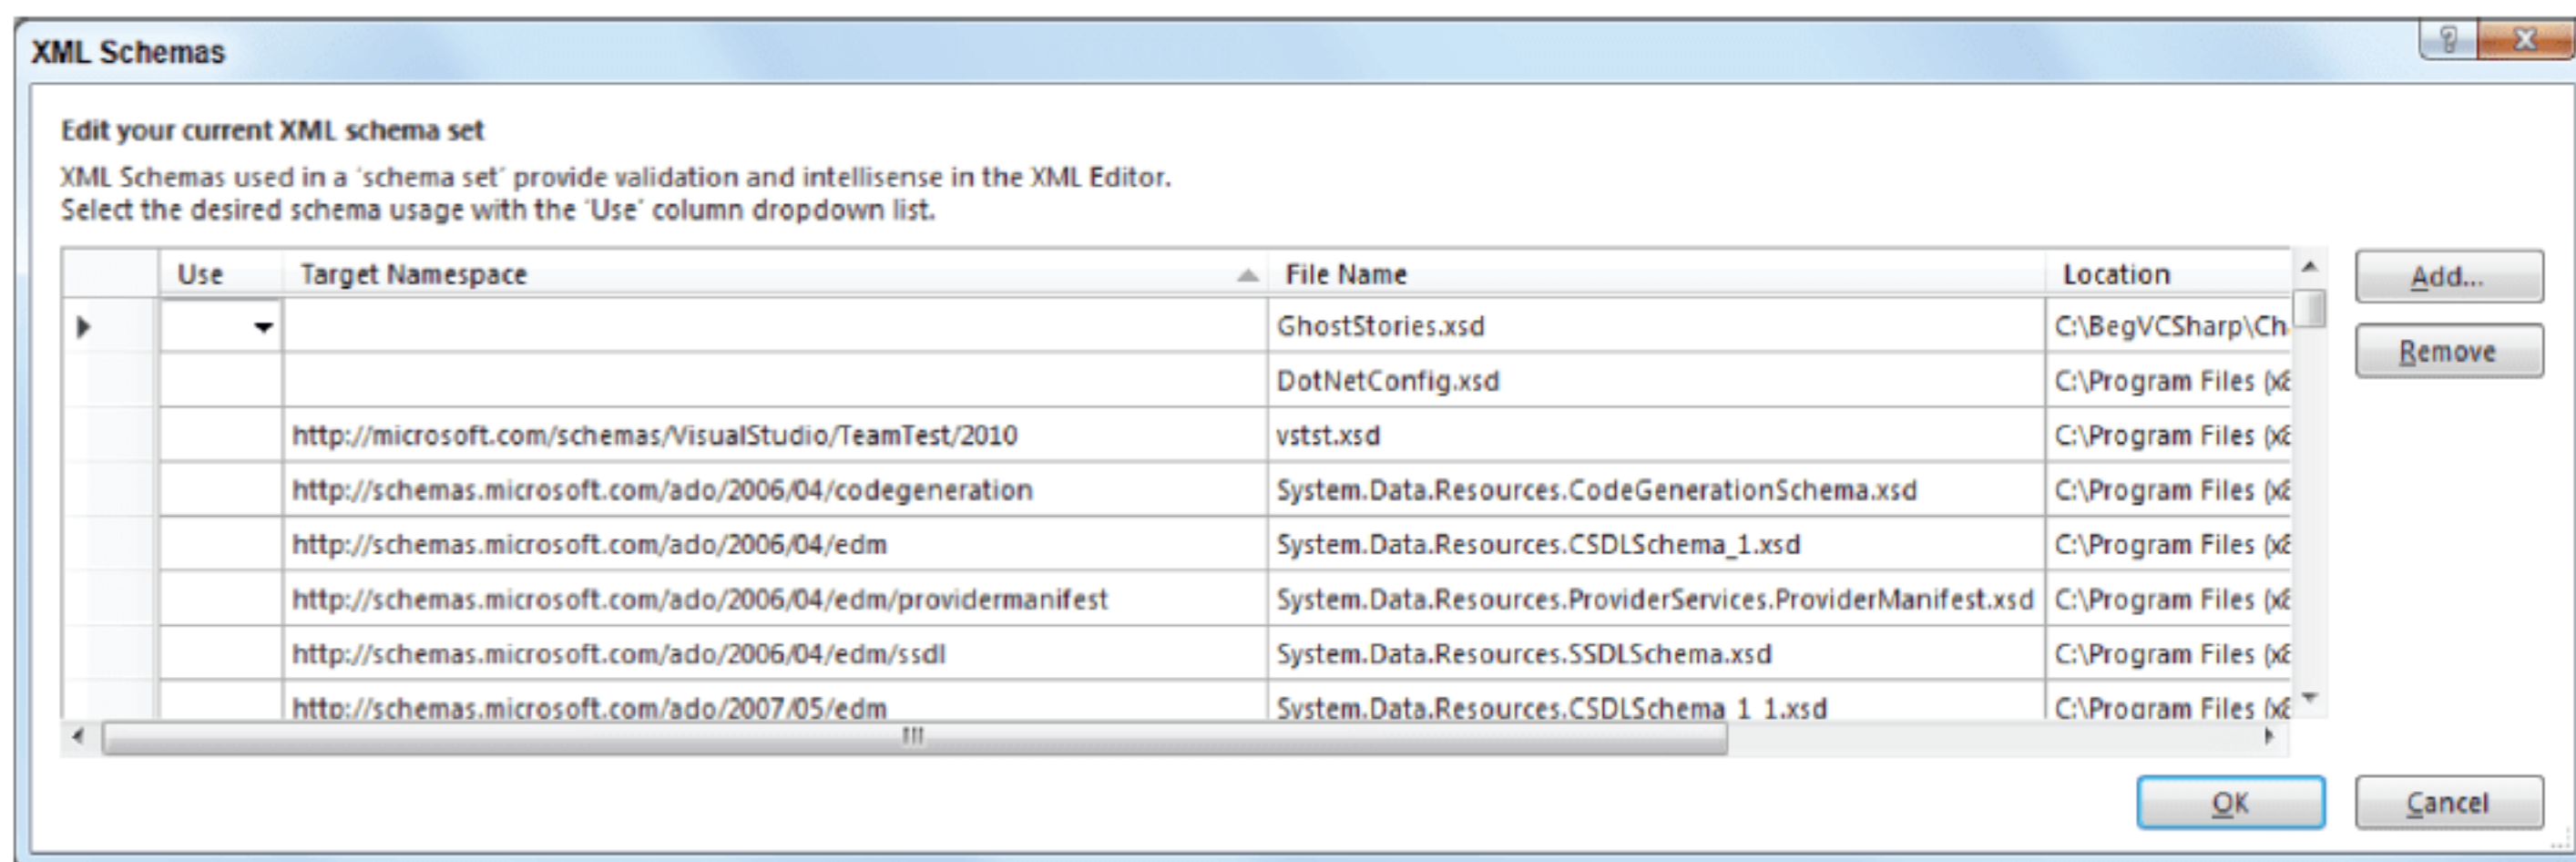 XML Schemas
Edit your current XML schema set
XML Schemas used in a 'schema set' provide validation and intellisense in the XML Editor.
Select the desired schema usage with the 'Use' column dropdown list.
Use Target Namespace File Name Location
Add...
GhostStories.xsd C:\BegVCSharp\Ch
Remove
DotNetConfig.xsd C:\Program Files (x8
http://microsoft.com/schemas/VisualStudio/TeamTest/2010 vstst.xsd C:\Program Files (x8
http://schemas.microsoft.com/ado/2006/04/codegeneration System.Data.Resources.CodeGenerationSchema.xsd C:\Program Files (x8
http://schemas.microsoft.com/ado/2006/04/edm System.Data.Resources.CSDLSchema_1.xsd C:\Program Files (x8
http://schemas.microsoft.com/ado/2006/04/edm/providermanifest System.Data.Resources.ProviderServices.ProviderManifest.xsd C:\Program Files (x8
http://schemas.microsoft.com/ado/2006/04/edm/ssdl System.Data.Resources.SSDLSchema.xsd C:\Program Files (x8
http://schemas.microsoft.com/ado/2007/05/edm System.Data.Resources.CSDLSchema_1_1.xsd C:\Program Files (x8
OK Cancel